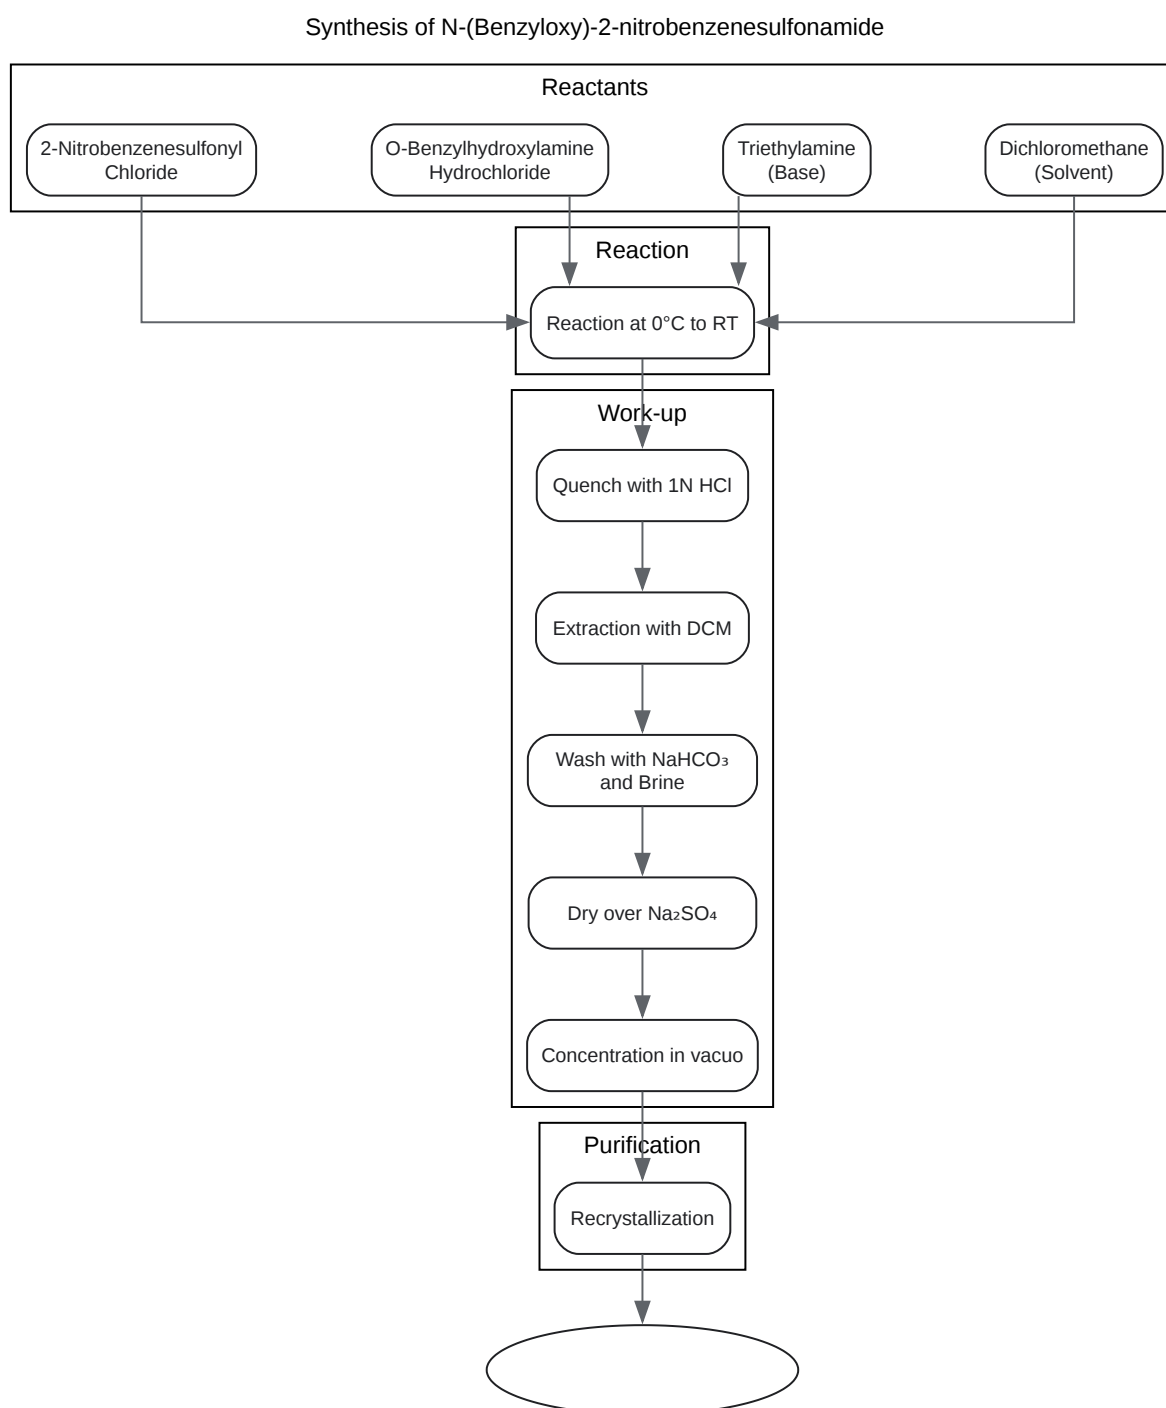 Synthesis of N-(Benzyloxy)-2-nitrobenzenesulfonamide
Reactants
2-Nitrobenzenesulfonyl
Chloride
O-Benzylhydroxylamine
Hydrochloride
Triethylamine
(Base)
Dichloromethane
(Solvent)
Reaction
Reaction at 0°C to RT
Work-up
Quench with 1N HCl
Extraction with DCM
Wash with NaHCO₃
and Brine
Dry over Na₂SO₄
Concentration in vacuo
Purification
Recrystallization